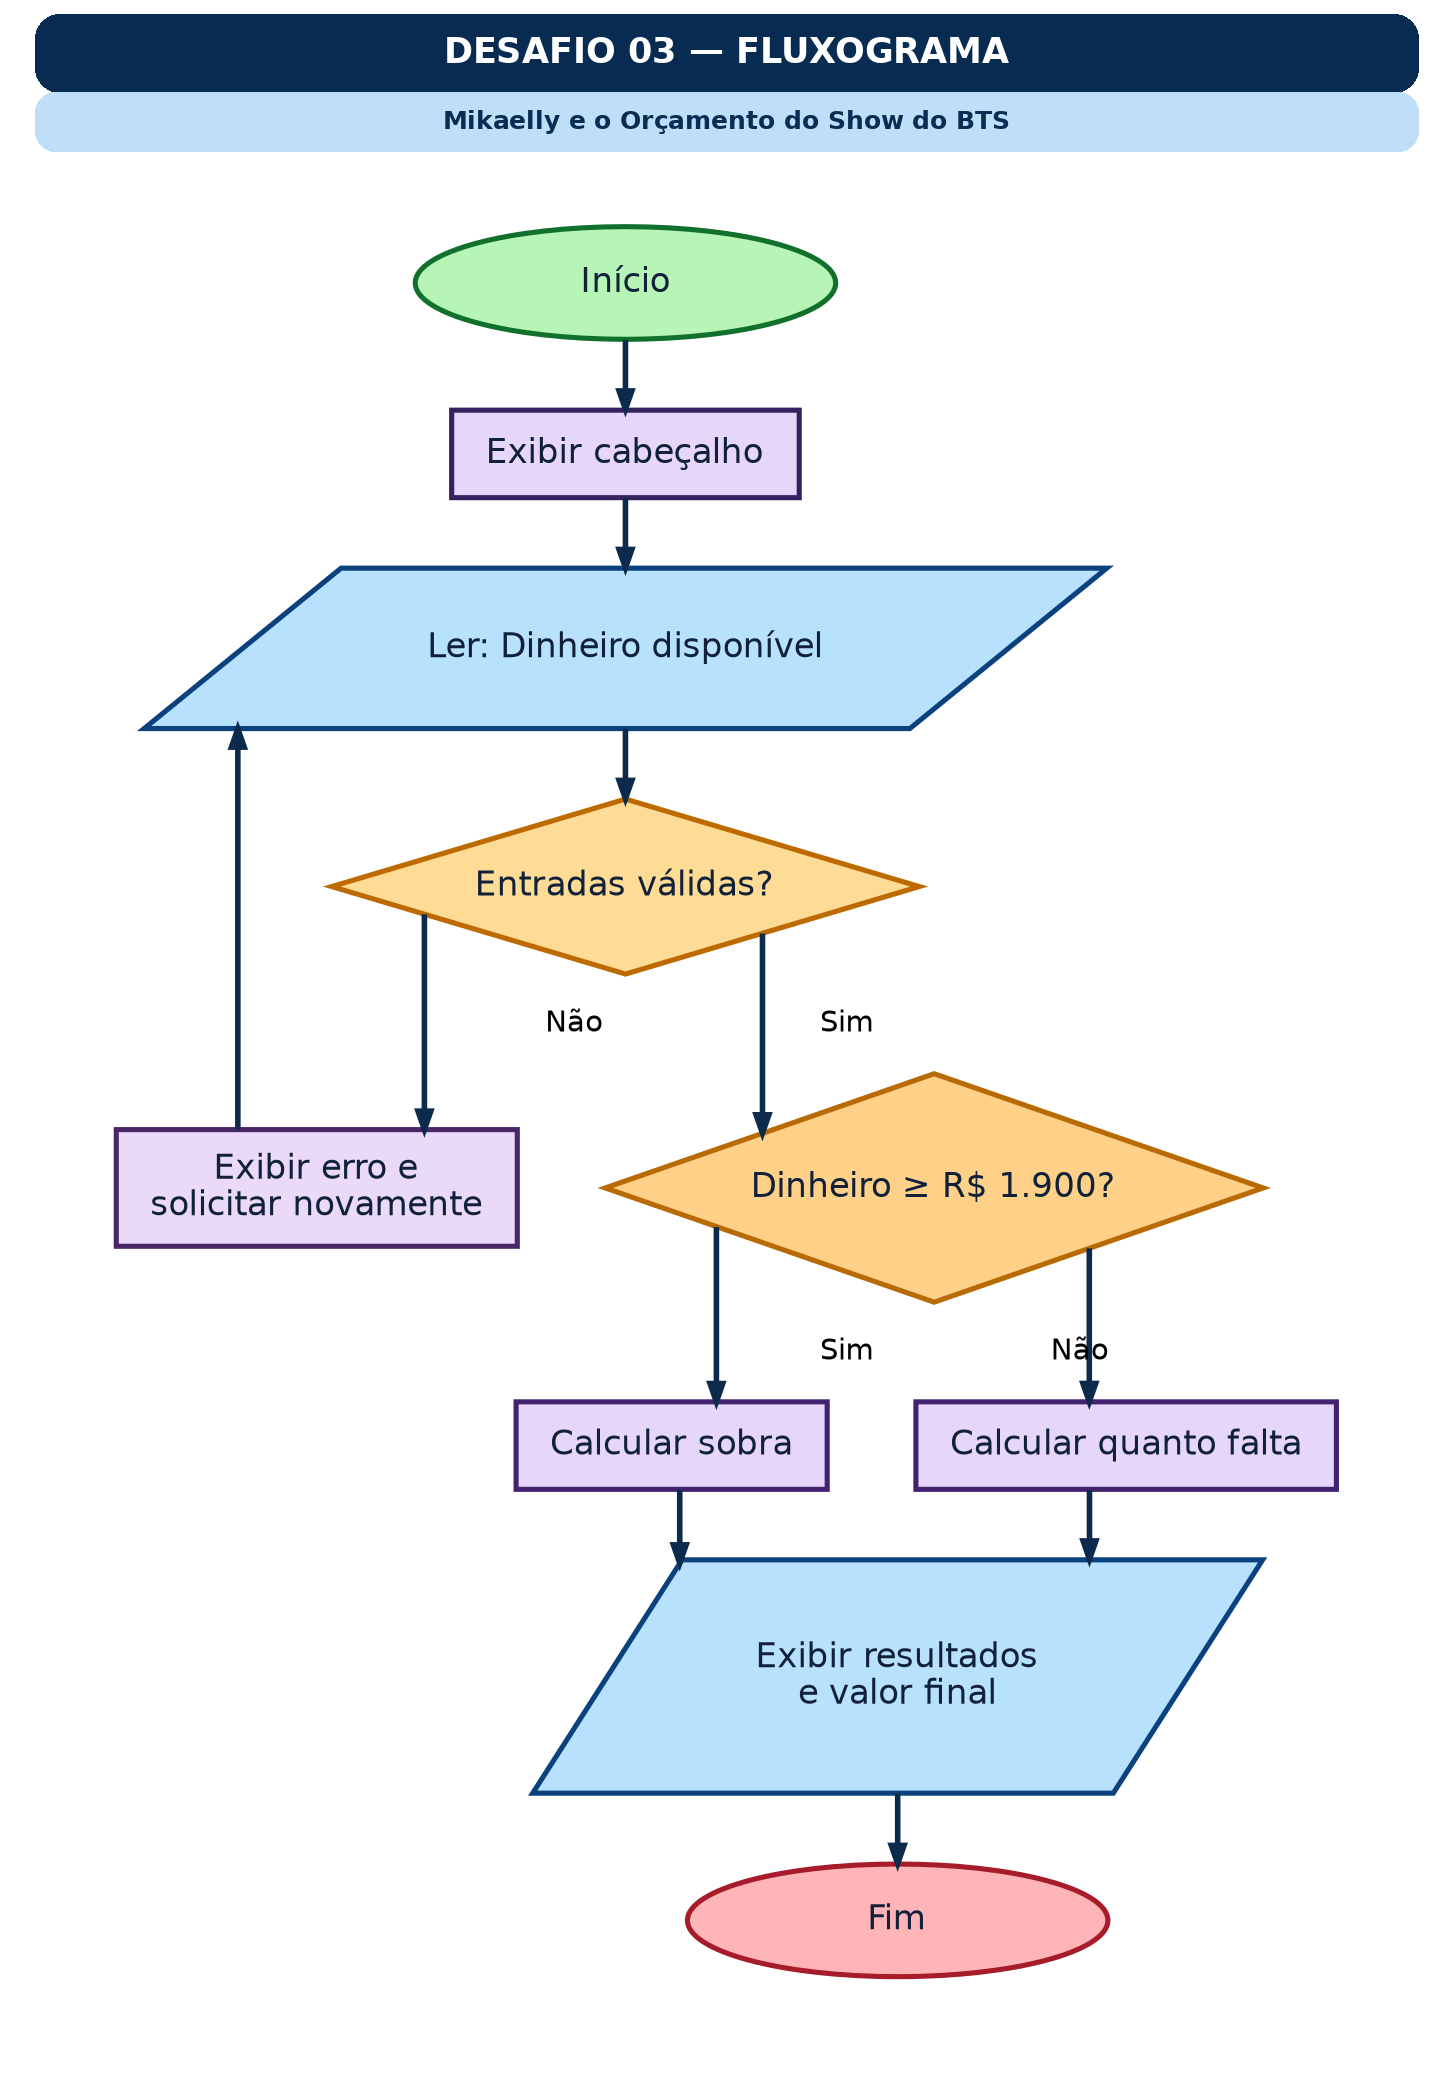 DESAFIO 03 — FLUXOGRAMA
Mikaelly e o Orçamento do Show do BTS
Início
Exibir cabeçalho
Ler: Dinheiro disponível
Entradas válidas?
Não
Sim
Exibir erro e
solicitar novamente
Dinheiro ≥ R$ 1.900?
Sim
Não
Calcular sobra
Calcular quanto falta
Exibir resultados
e valor final
Fim